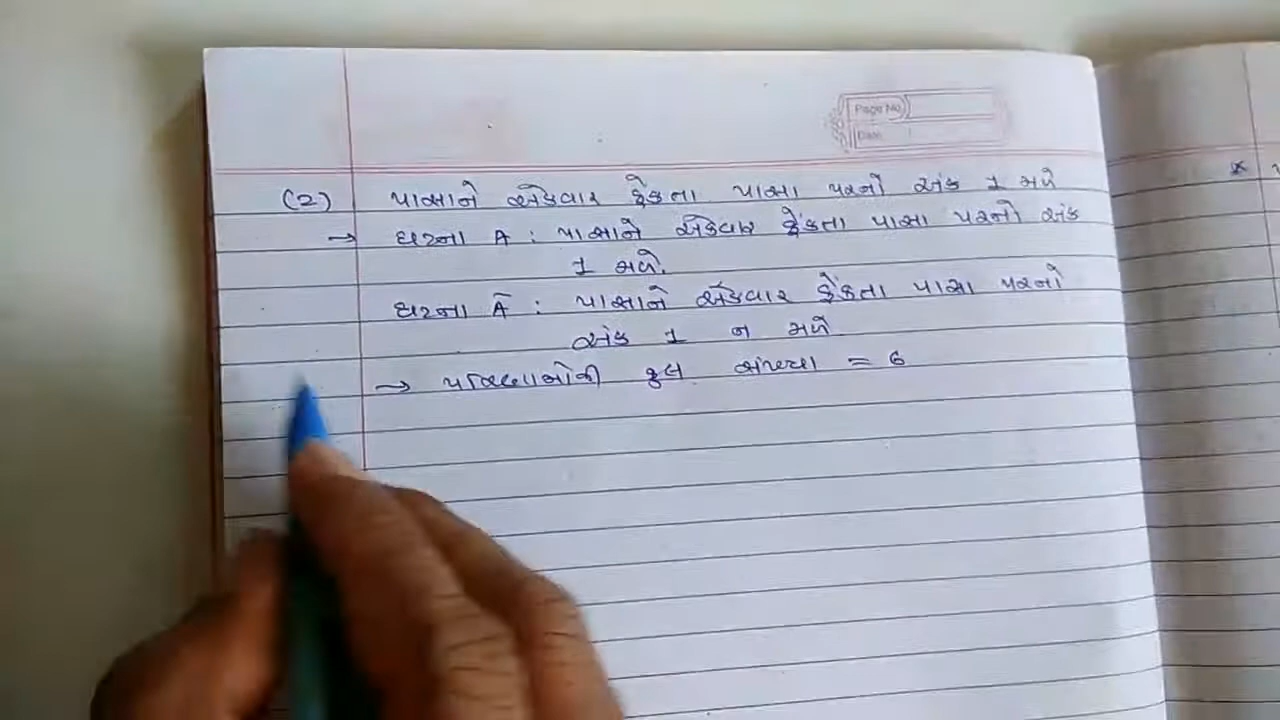 Page No
Date
(2) પાસાને એકવાર ફેંકતા પાસા પરનો અંક 1 મળે
→ ઘટના A : પાસાને એકવાર ફેંકતા પાસા પરનો અંક
1 મળે.
ઘટના Ā : પાસાને એકવાર ફેંકતા પાસા પરનો
અંક 1 ન મળે
→ પરિણામોની કુલ સંખ્યા = 6
*